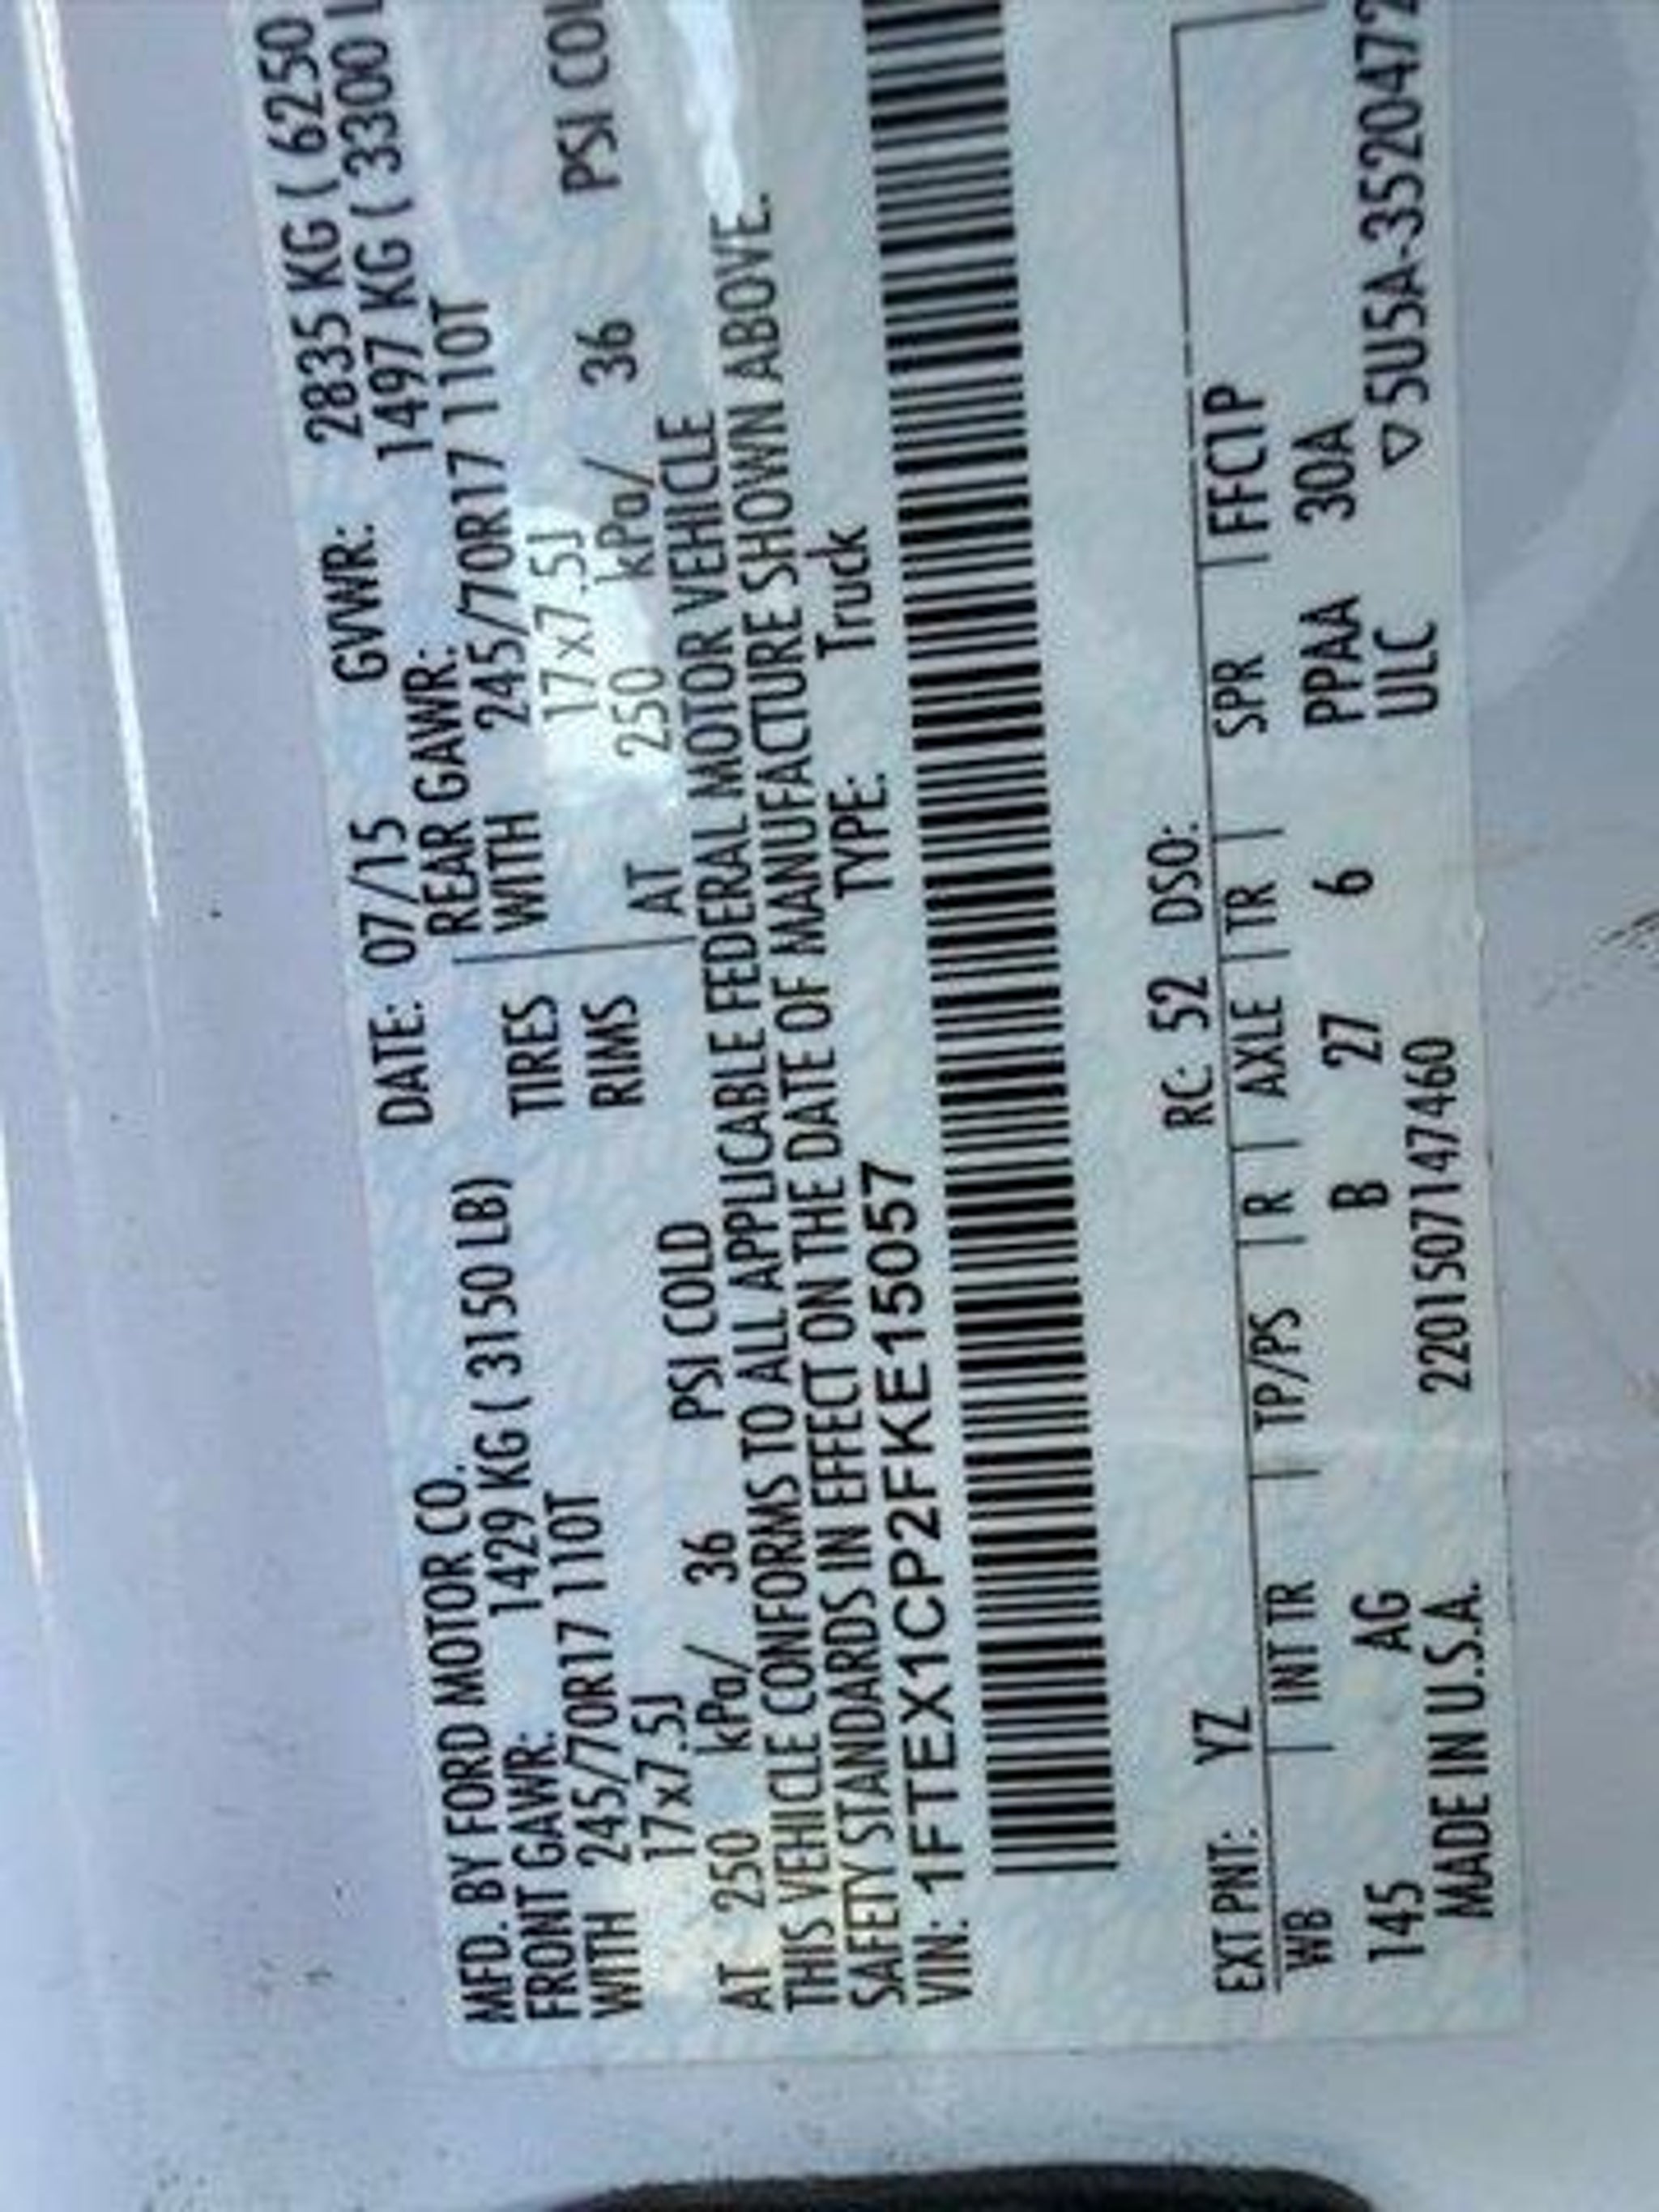 MFD. BY FORD MOTOR CO. DATE: 07/15 GVWR: 2835 KG ( 6250
FRONT GAWR: 1429 KG ( 3150 LB) REAR GAWR: 1497 KG ( 3300
WITH 245/70R17 110T TIRES WITH 245/70R17 110T
17x7.5J RIMS 17x7.5J
AT 250 kPa/ 36 PSI COLD AT 250 kPa/ 36 PSI COL
THIS VEHICLE CONFORMS TO ALL APPLICABLE FEDERAL MOTOR VEHICLE
SAFETY STANDARDS IN EFFECT ON THE DATE OF MANUFACTURE SHOWN ABOVE.
VIN: 1FTEX1CP2FKE15057 TYPE: Truck
EXT PNT: YZ RC: 52 DSO:
WB | INT TR | TP/PS | R | AXLE | TR | SPR | FFC1P
145 AG B 27 6 PPAA 30A
MADE IN U.S.A. 2201507147460 ULC ▽5U5A-3520472